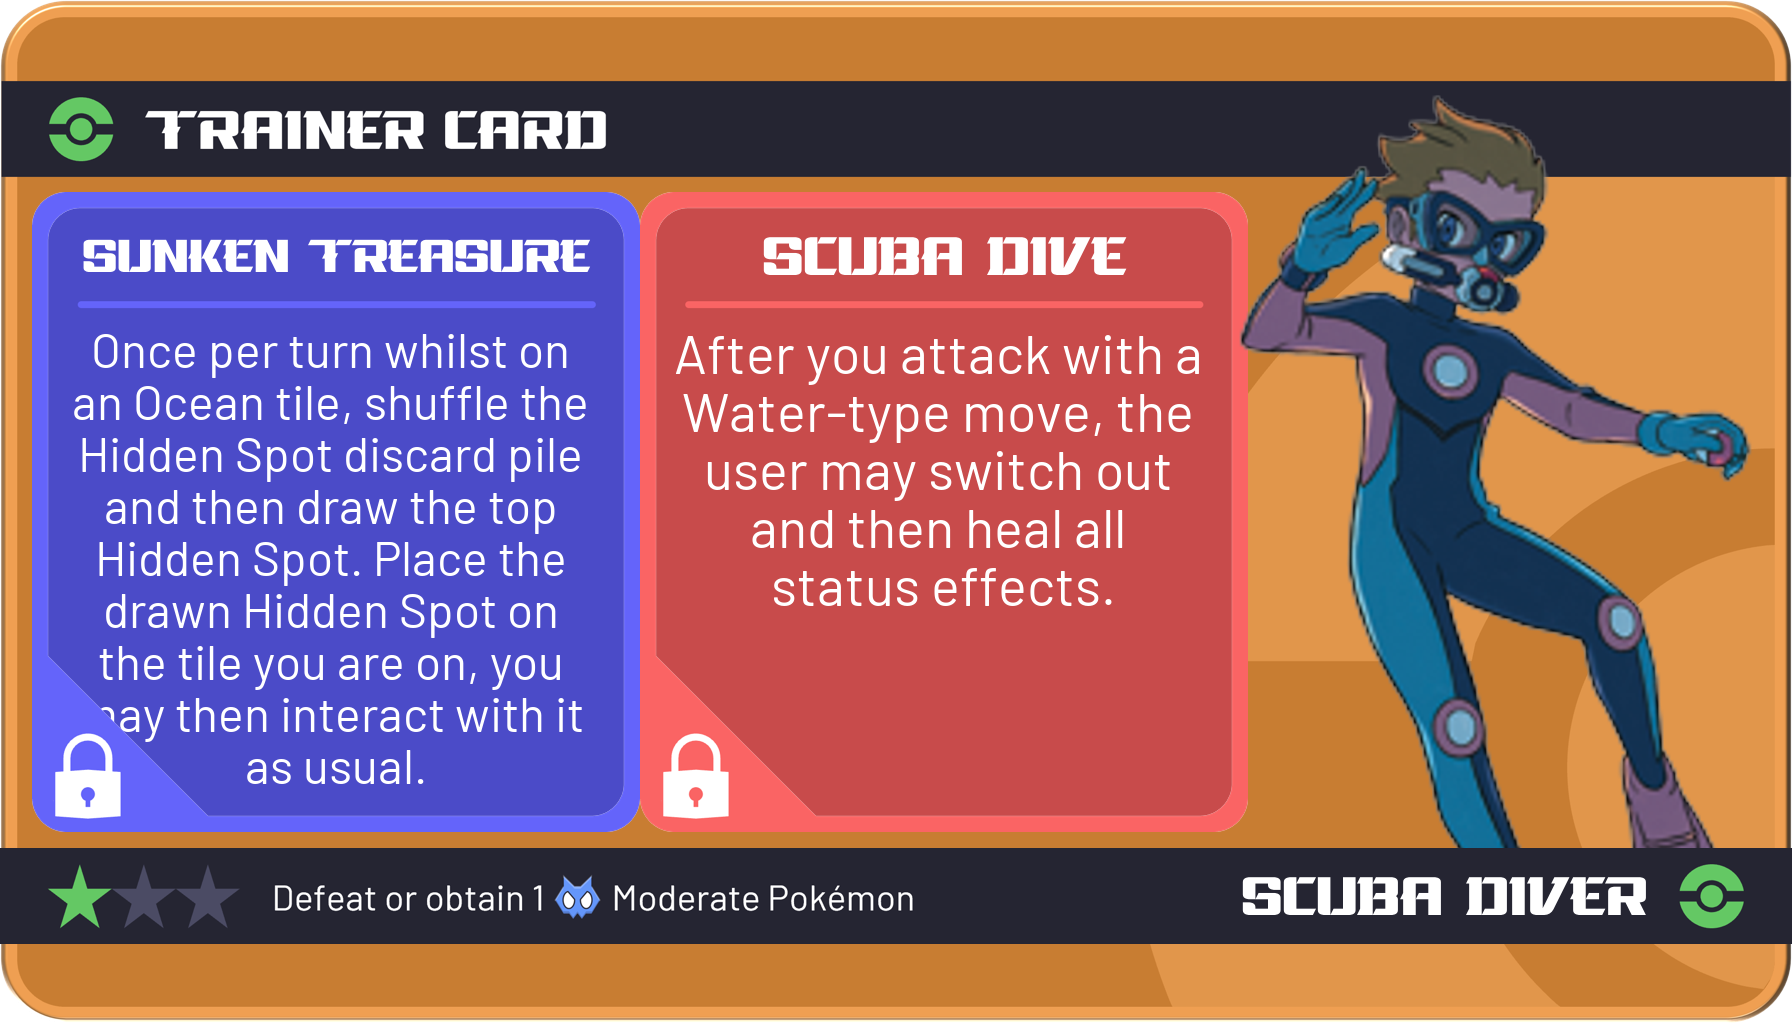 TRAINER CARD
SUNKEN TREASURE
Once per turn whilst on
an Ocean tile, shuffle the
Hidden Spot discard pile
and then draw the top
Hidden Spot. Place the
drawn Hidden Spot on
the tile you are on, you
may then interact with it
as usual.
SCUBA DIVE
After you attack with a
Water-type move, the
user may switch out
and then heal all
status effects.
Defeat or obtain 1 Moderate Pokémon
SCUBA DIVER